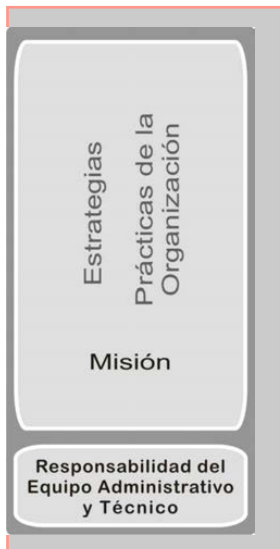 Estrategias
Prácticas de la
Organización
Misión
Responsabilidad del
Equipo Administrativo
y Técnico